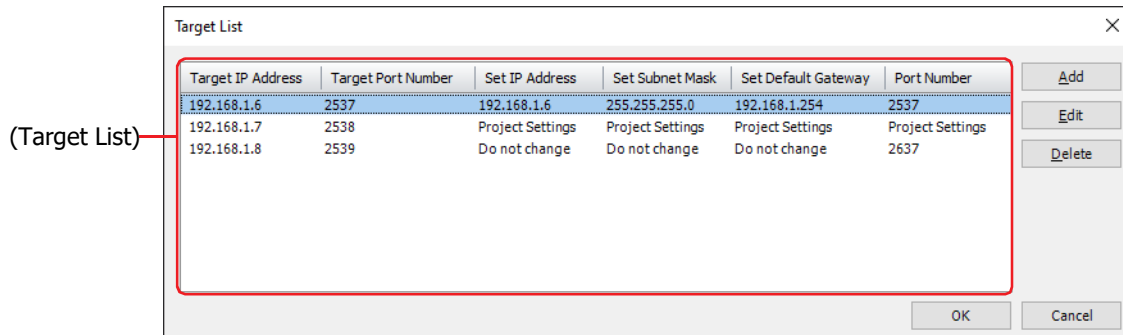 Target List
Target IP Address Target Port Number Set IP Address Set Subnet Mask Set Default Gateway Port Number
192.168.1.6 2537 192.168.1.6 255.255.255.0 192.168.1.254 2537
192.168.1.7 2538 Project Settings Project Settings Project Settings Project Settings
192.168.1.8 2539 Do not change Do not change Do not change 2637
Add
Edit
Delete
(Target List)
OK Cancel